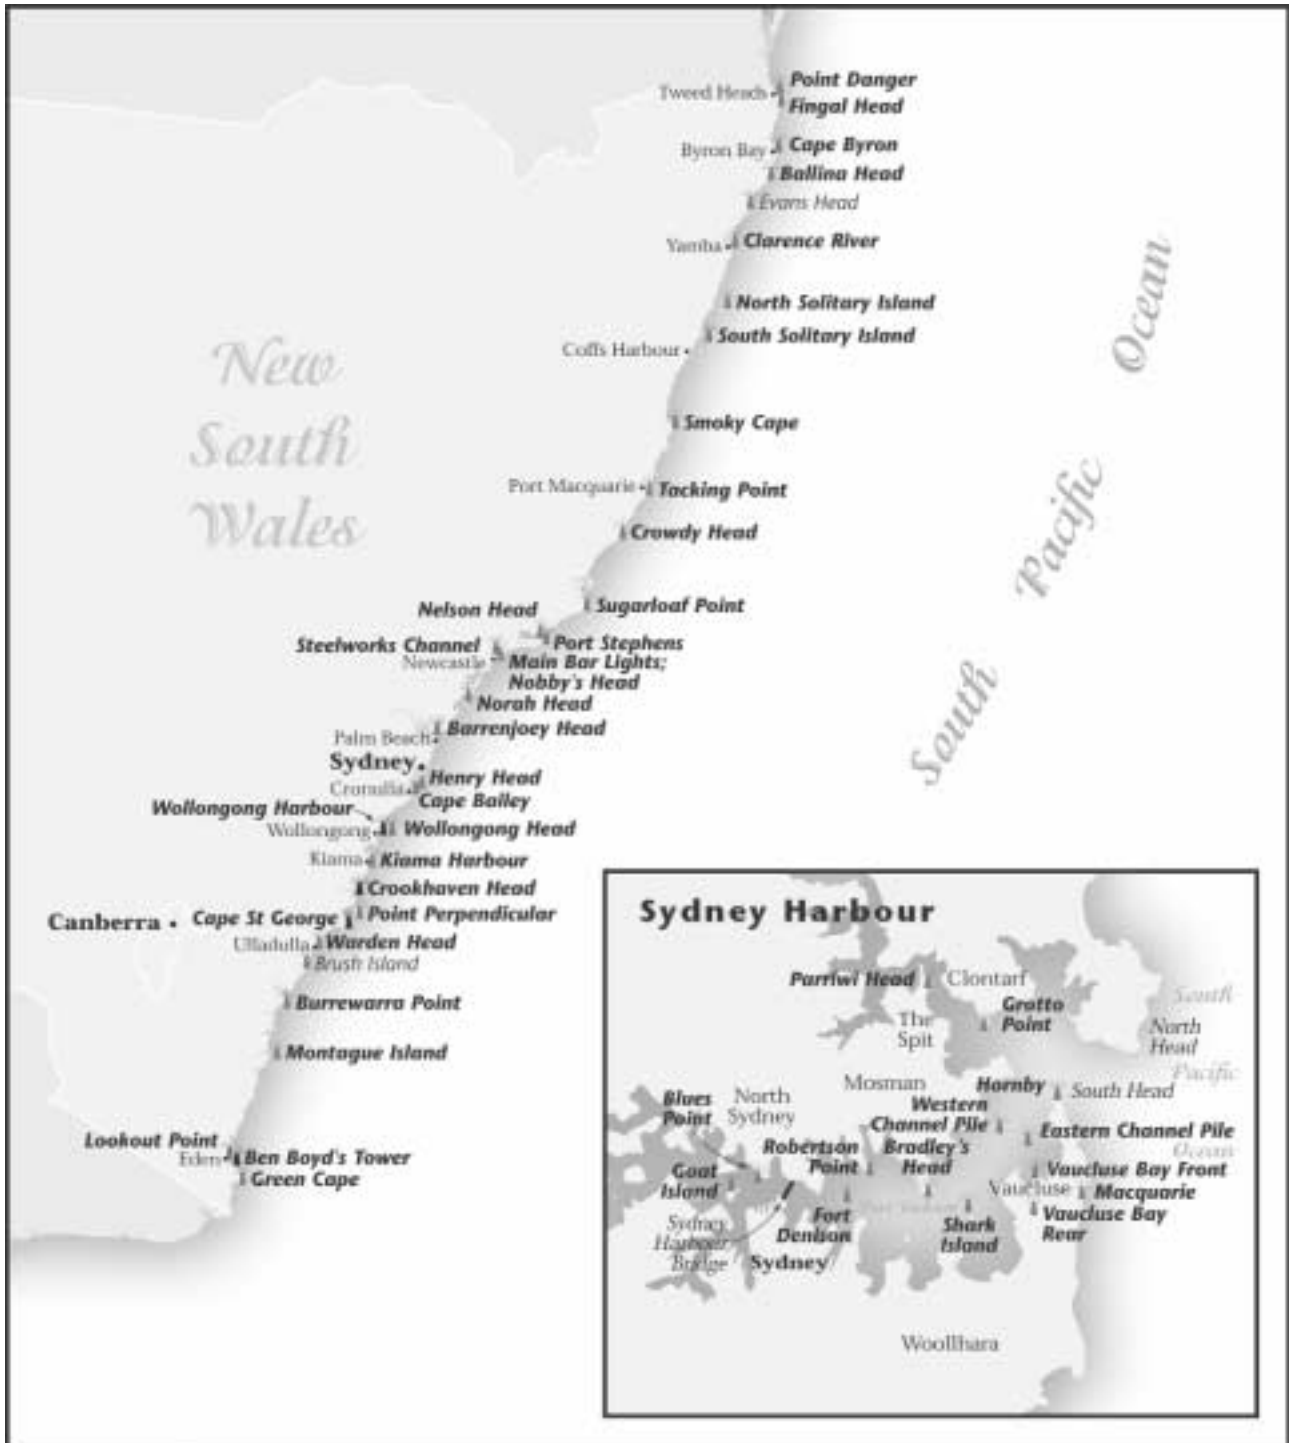 Point Danger
Tweed Heads
Fingal Head
Byron Bay
Cape Byron
Ballina Head
Evans Head
Yamba
Clarence River
North Solitary Island
South Solitary Island
Coffs Harbour
New
South
Wales
South Pacific Ocean
Smoky Cape
Port Macquarie
Tacking Point
Crowdy Head
Sugarloaf Point
Nelson Head
Steelworks Channel
Port Stephens
Newcastle
Main Bar Lights;
Nobby's Head
Norah Head
Barrenjoey Head
Palm Beach
Sydney
Henry Head
Cronulla
Cape Bailey
Wollongong Harbour
Wollongong
Wollongong Head
Kiama
Kiama Harbour
Crookhaven Head
Canberra
Cape St George
Point Perpendicular
Ulladulla
Warden Head
Brush Island
Burrewarra Point
Montague Island
Lookout Point
Eden
Ben Boyd's Tower
Green Cape
Sydney Harbour
Parriwi Head
Clontarf
Grotto
Point
The
Spit
South
Pacific
Ocean
North
Head
Mosman
Hornby
South Head
Blues
Point
North
Sydney
Western
Channel Pile
Eastern Channel Pile
Robertson
Point
Bradley's
Head
Goat
Island
Vaucluse Bay Front
Vaucluse
Macquarie
Vaucluse Bay
Rear
Port Jackson
Fort
Denison
Shark
Island
Sydney
Harbour
Bridge
Sydney
Woollhara